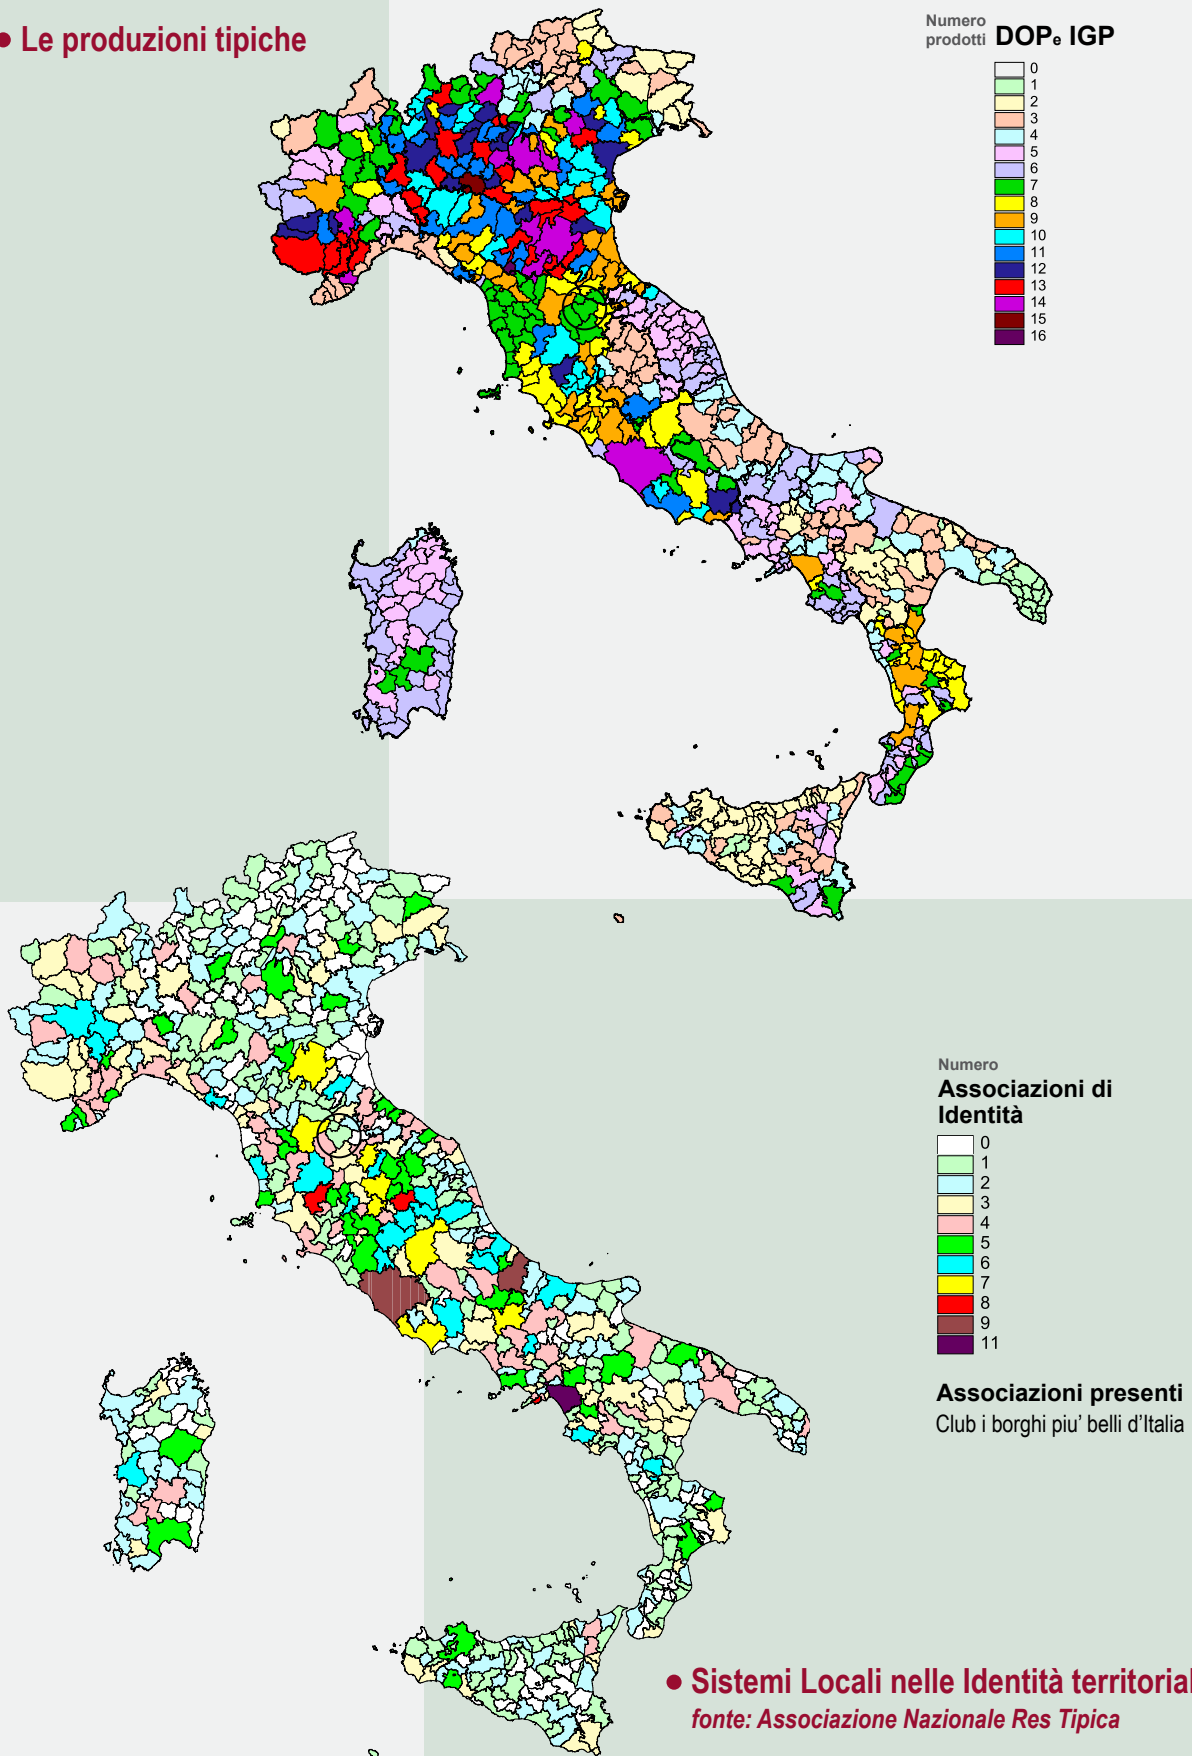 • Le produzioni tipiche
Numero
prodotti DOPe IGP
0
1
2
3
4
5
6
7
8
9
10
11
12
13
14
15
16
Numero
Associazioni di
Identità
0
1
2
3
4
5
6
7
8
9
11
Associazioni presenti
Club i borghi piu' belli d'Italia
• Sistemi Locali nelle Identità territorial
fonte: Associazione Nazionale Res Tipica